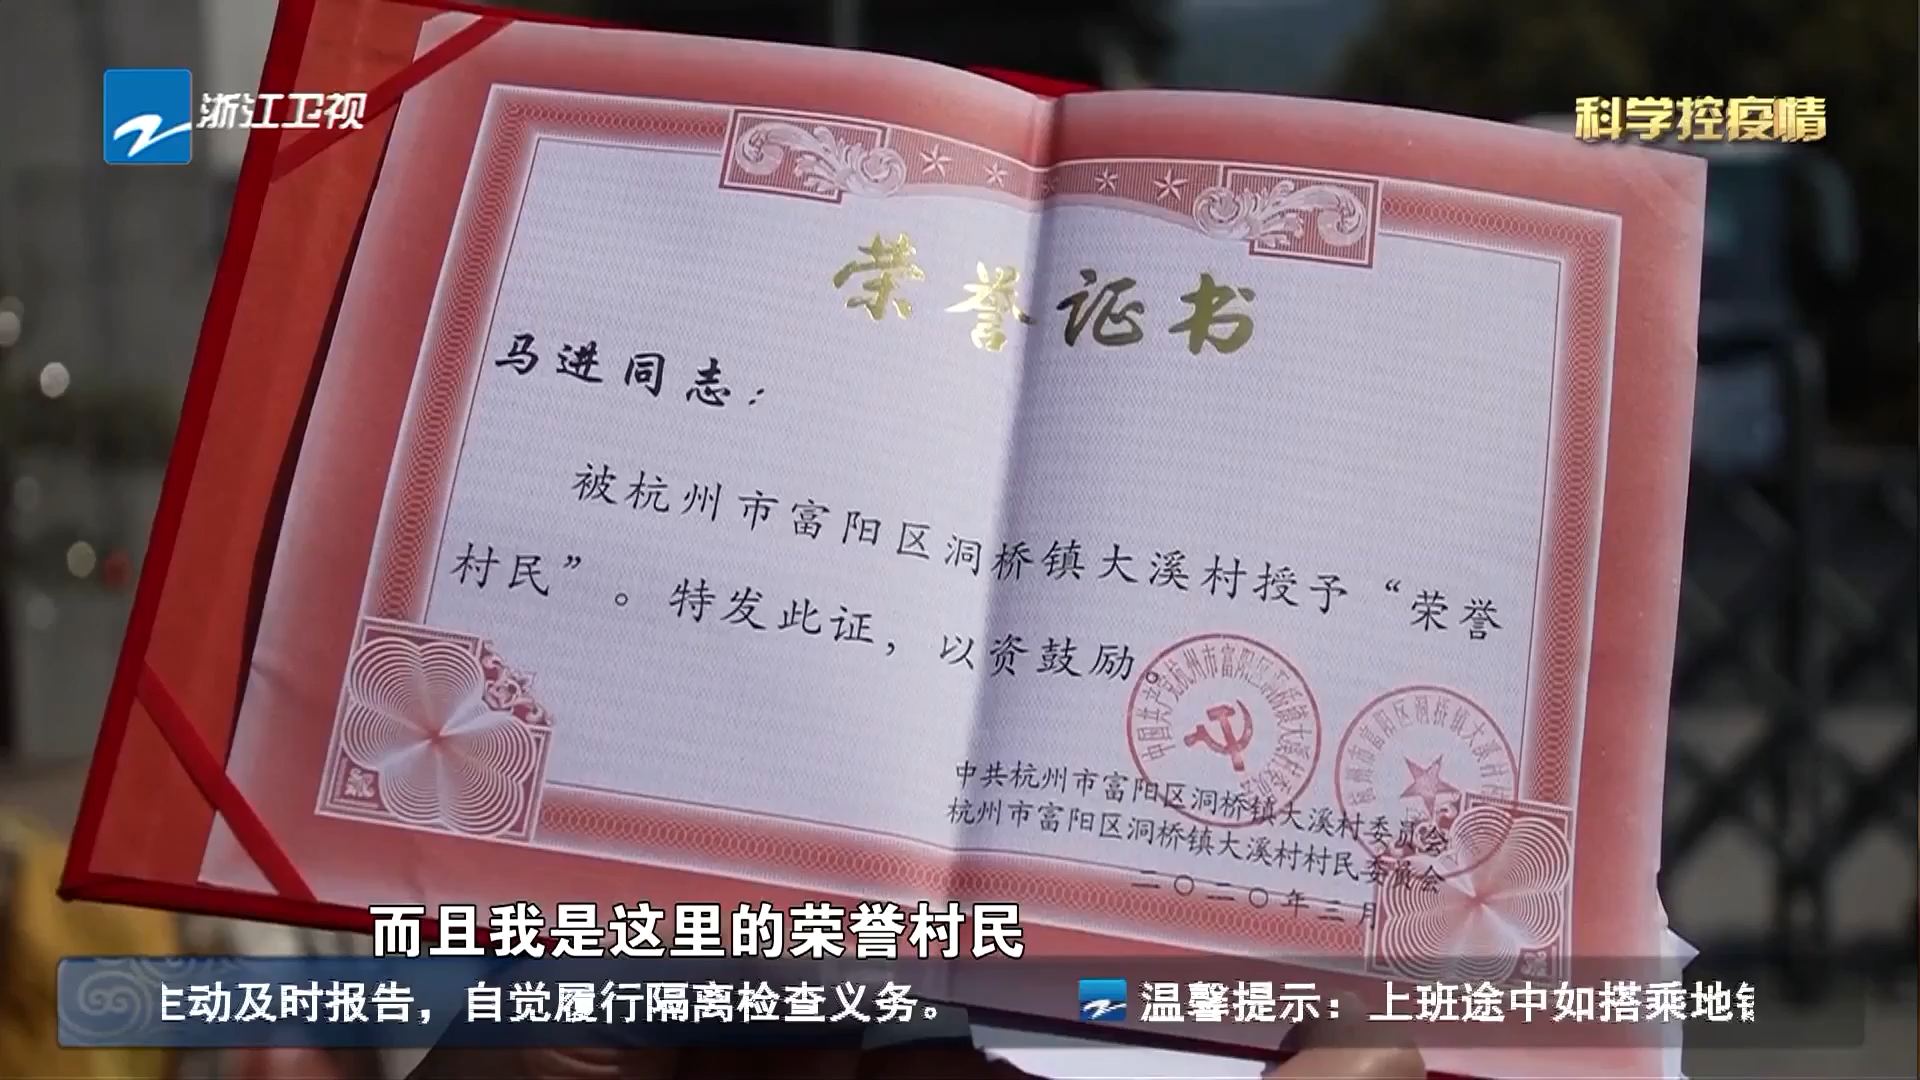 浙江卫视
科学控疫情
荣誉证书
马进同志：
被杭州市富阳区洞桥镇大溪村授予“荣誉
村民”。特发此证，以资鼓励。
中共杭州市富阳区洞桥镇大溪村委员会
杭州市富阳区洞桥镇大溪村村民委员会
二〇二〇年三月
而且我是这里的荣誉村民
主动及时报告，自觉履行隔离检查义务。
温馨提示：上班途中如搭乘地